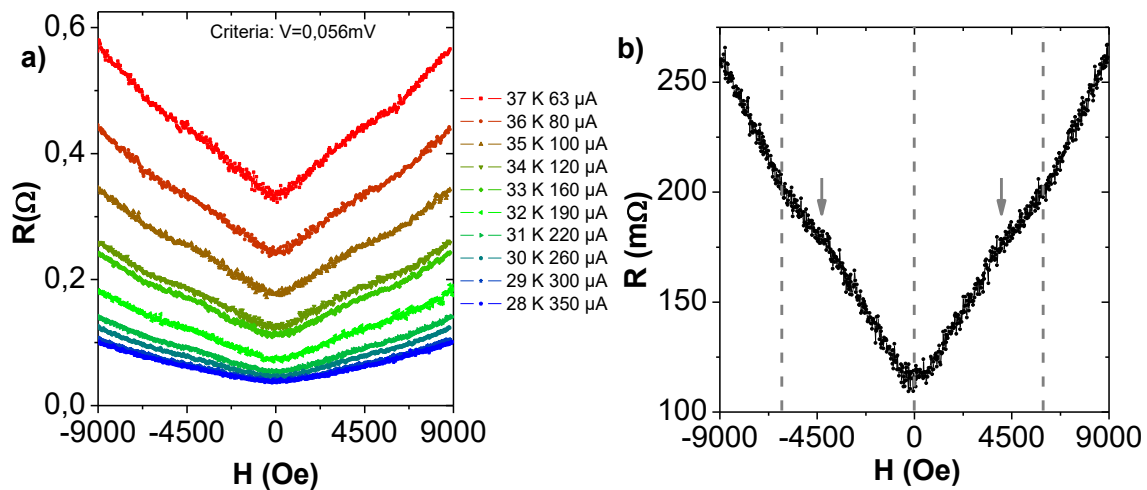 a)
Criteria: V=0,056mV
0,6
0,4
0,2
0,0
R(Ω)
-9000 -4500 0 4500 9000
H (Oe)
37 K 63 µA
36 K 80 µA
35 K 100 µA
34 K 120 µA
33 K 160 µA
32 K 190 µA
31 K 220 µA
30 K 260 µA
29 K 300 µA
28 K 350 µA
b)
250
200
150
100
R (mΩ)
-9000 -4500 0 4500 9000
H (Oe)